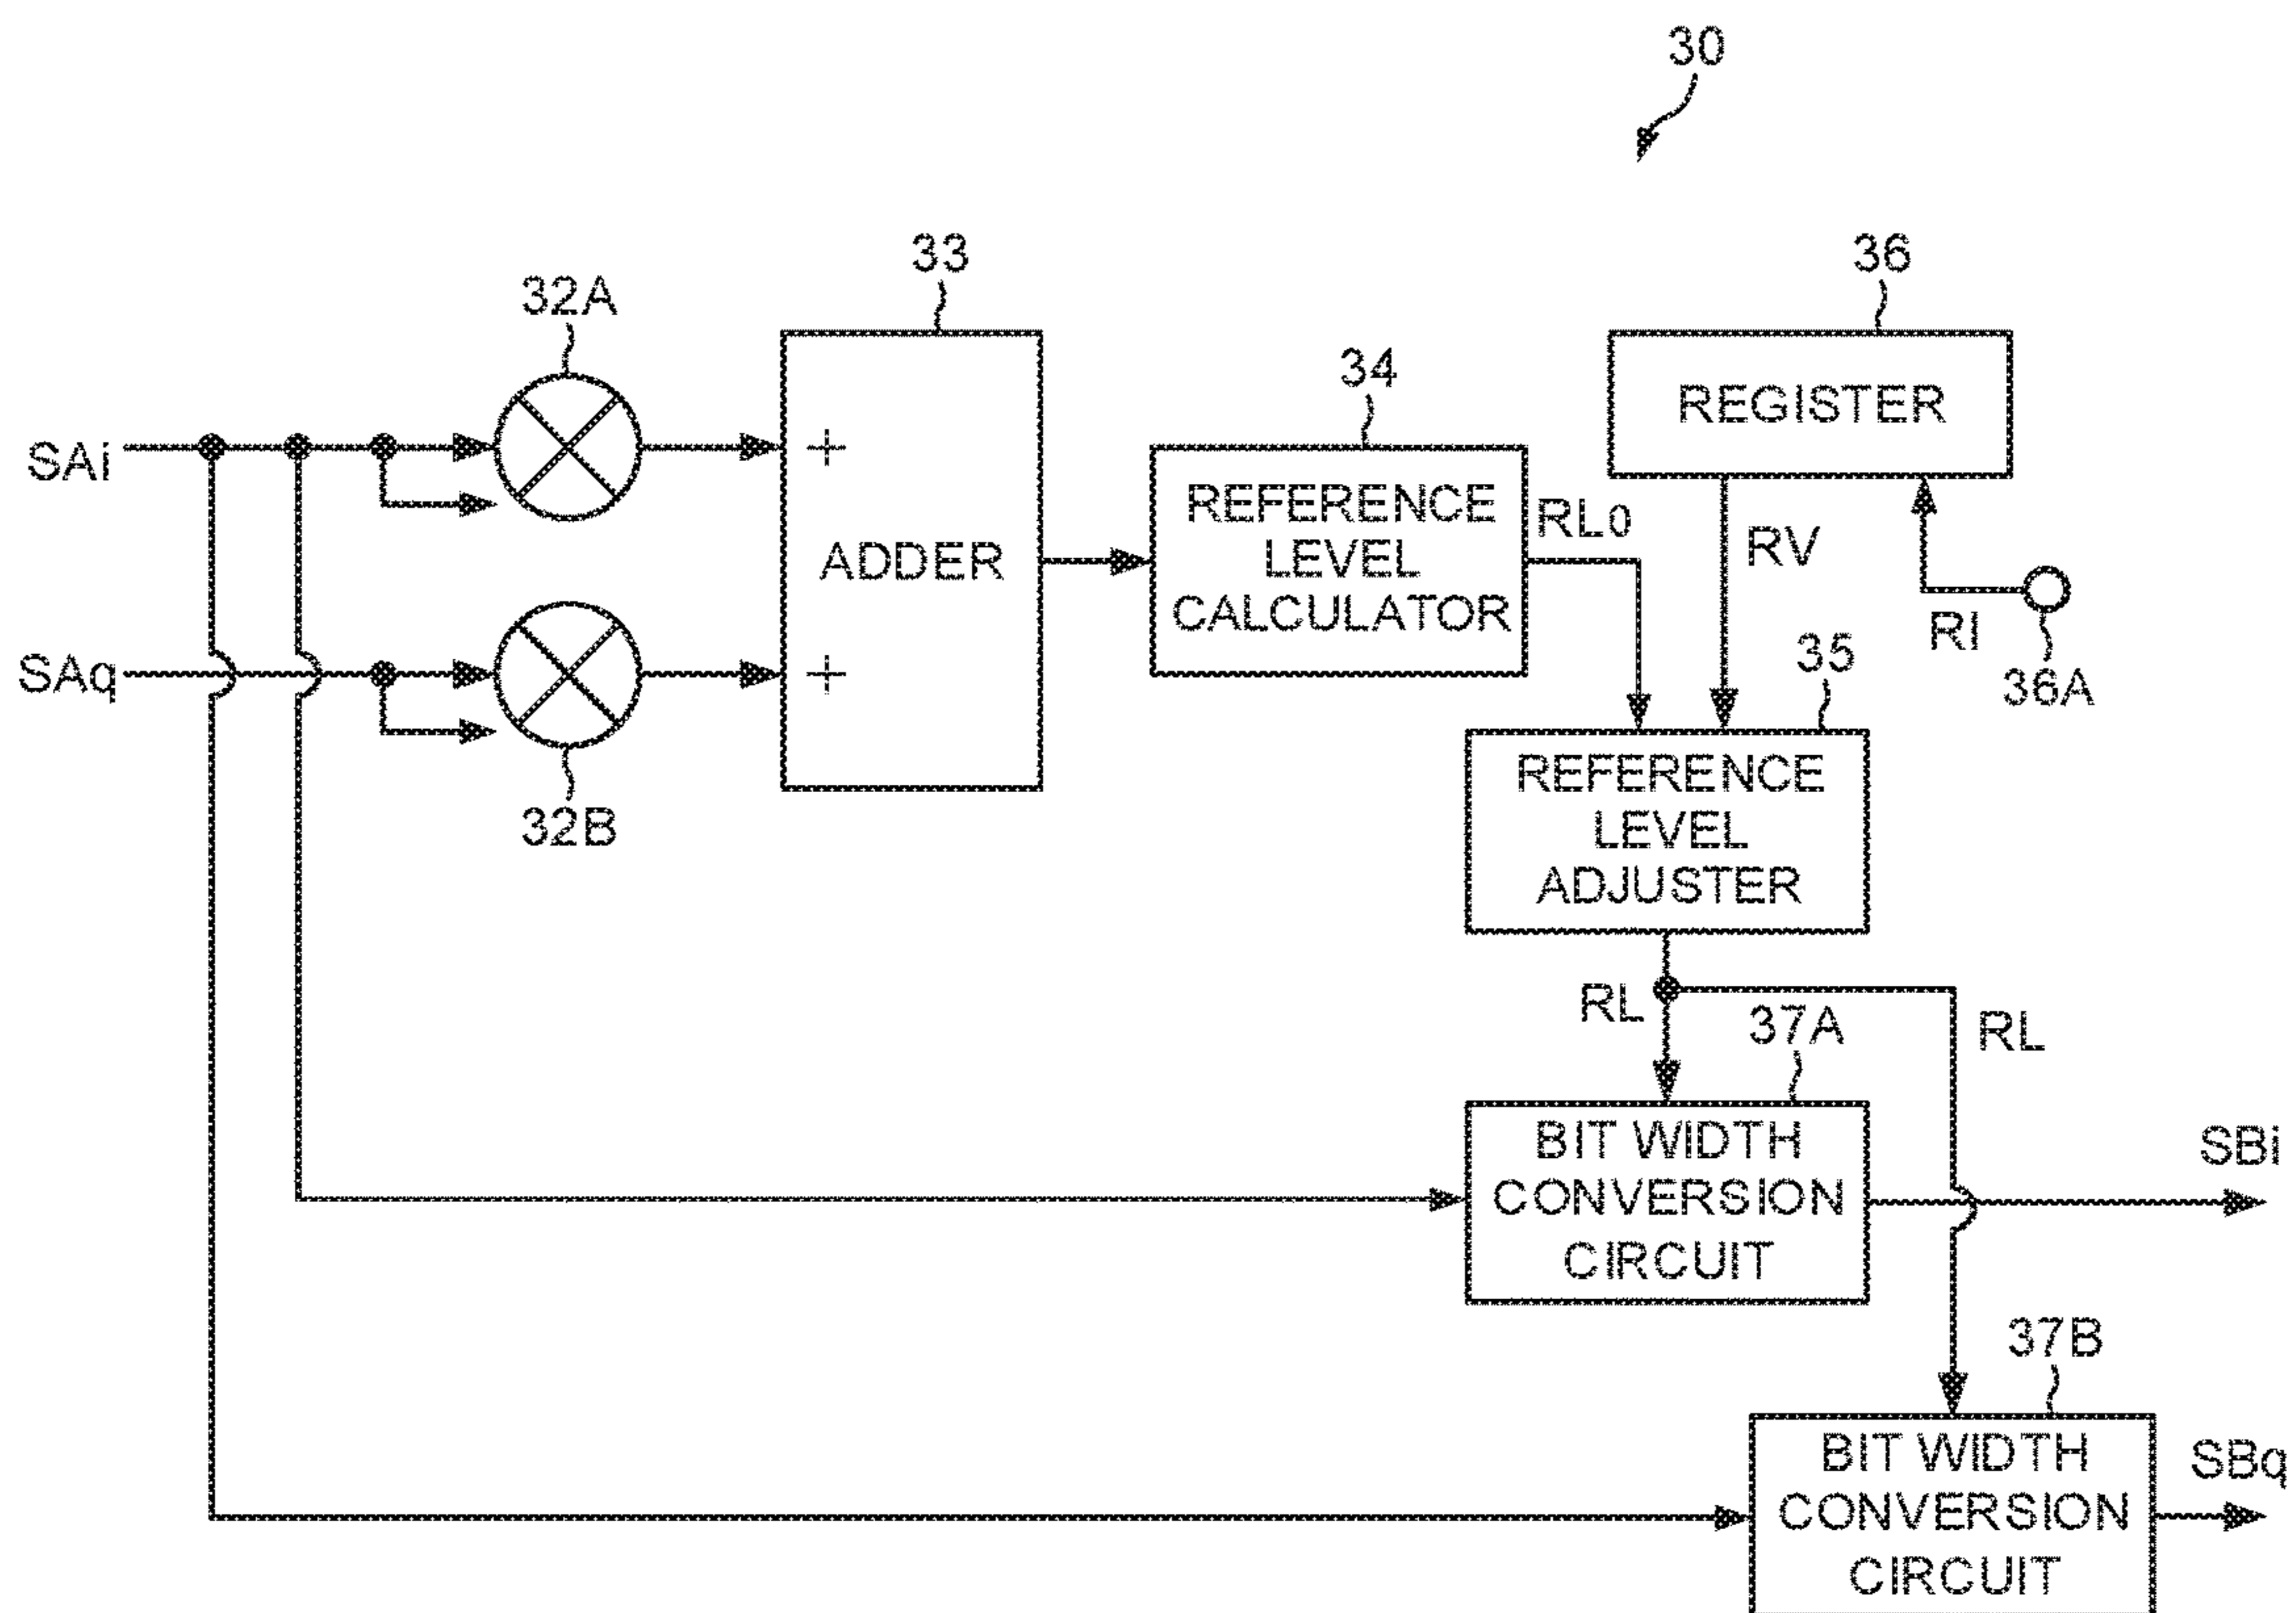 30
33
36
32A
34
REGISTER
SAi
+
REFERENCE
LEVEL
CALCULATOR
RL0
RV
ADDER
RI
36A
SAq
+
35
32B
REFERENCE
LEVEL
ADJUSTER
RL
37A
RL
BIT WIDTH
CONVERSION
CIRCUIT
SBi
37B
BIT WIDTH
CONVERSION
CIRCUIT
SBq